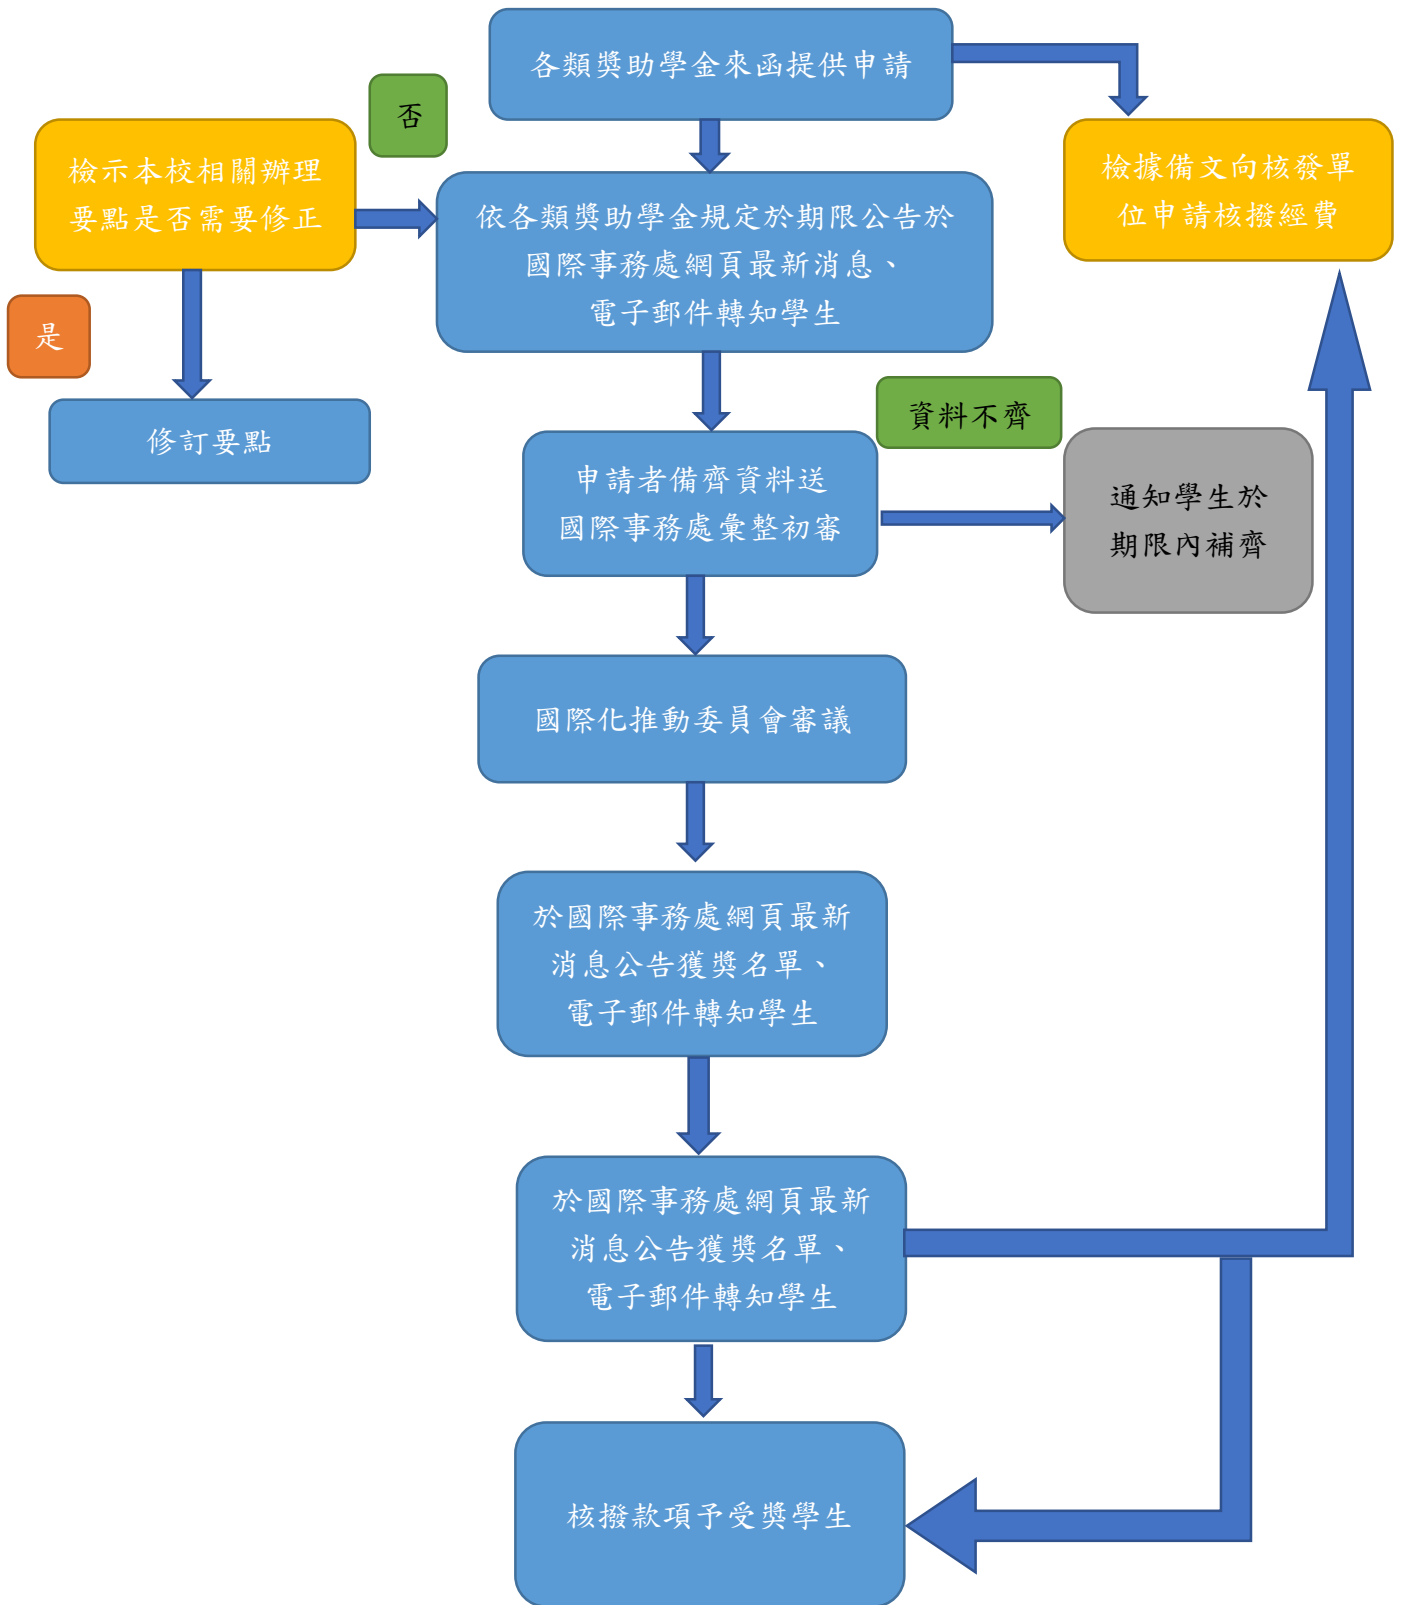 各類獎助學金來函提供申請
否
檢示本校相關辦理
要點是否需要修正
依各類獎助學金規定於期限公告於
國際事務處網頁最新消息、
電子郵件轉知學生
檢據備文向核發單
位申請核撥經費
是
修訂要點
資料不齊
申請者備齊資料送
國際事務處彙整初審
通知學生於
期限內補齊
國際化推動委員會審議
於國際事務處網頁最新
消息公告獲獎名單、
電子郵件轉知學生
於國際事務處網頁最新
消息公告獲獎名單、
電子郵件轉知學生
核撥款項予受獎學生